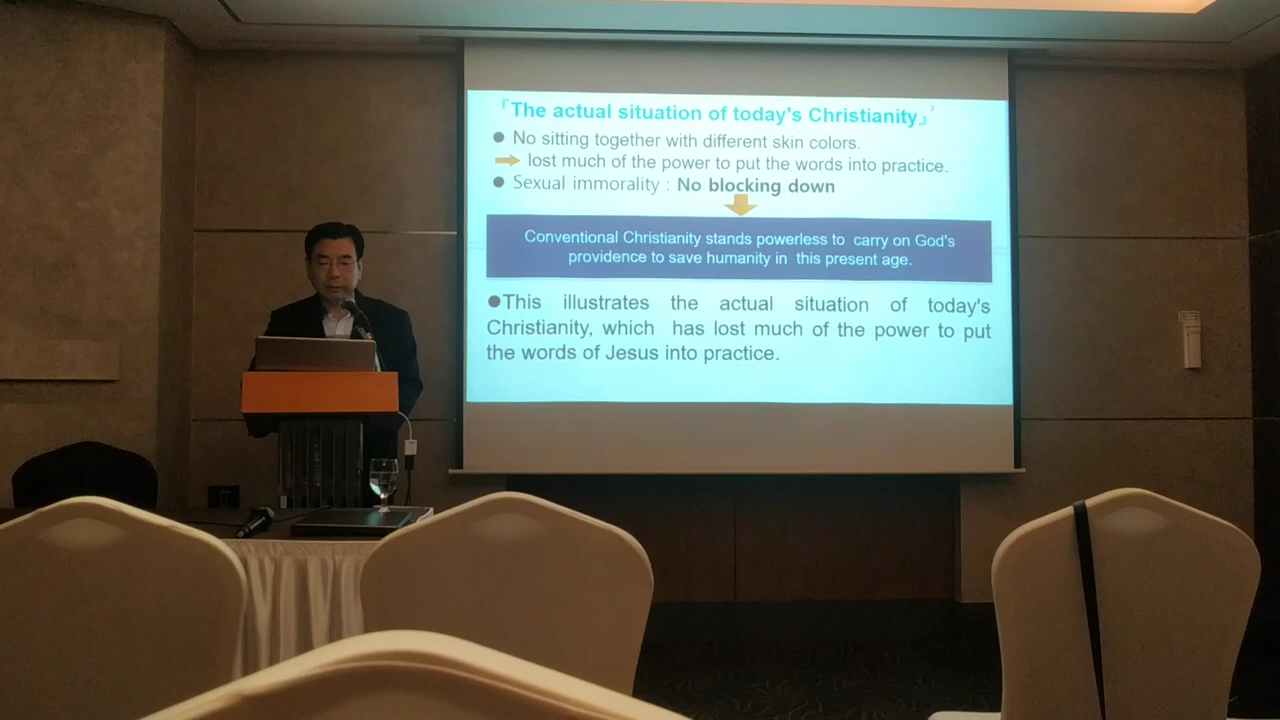 『The actual situation of today's Christianity』
● No sitting together with different skin colors.
lost much of the power to put the words into practice.
● Sexual immorality : No blocking down
Conventional Christianity stands powerless to carry on God's
providence to save humanity in this present age.
●This illustrates the actual situation of today's
Christianity, which has lost much of the power to put
the words of Jesus into practice.